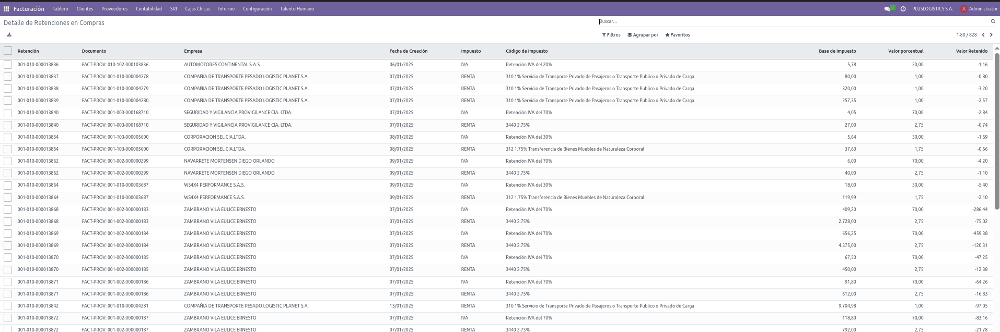 Facturación Tablero Clientes Proveedores Contabilidad SRI Cajas Chicas Informe Configuración Talento Humano 5 PLUSLOGISTICS S.A. A Administrator
Detalle de Retenciones en Compras Buscar...
Filtros Agrupar por Favoritos 1-80 / 828
Retención Documento Empresa Fecha de Creación Impuesto Código de Impuesto Base de Impuesto Valor porcentual Valor Retenido
001-010-000013836 FACT-PROV: 010-102-000103836 AUTOMOTORES CONTINENTAL S.A.S 06/01/2025 IVA Retención IVA del 20% 5,78 20,00 -1,16
001-010-000013837 FACT-PROV: 001-010-000004278 COMPAÑIA DE TRANSPORTE PESADO LOGISTIC PLANET S.A. 07/01/2025 RENTA 310 1% Servicio de Transporte Privado de Pasajeros o Transporte Publico o Privado de Carga 80,00 1,00 -0,80
001-010-000013838 FACT-PROV: 001-010-000004279 COMPAÑIA DE TRANSPORTE PESADO LOGISTIC PLANET S.A. 07/01/2025 RENTA 310 1% Servicio de Transporte Privado de Pasajeros o Transporte Publico o Privado de Carga 320,00 1,00 -3,20
001-010-000013839 FACT-PROV: 001-010-000004280 COMPAÑIA DE TRANSPORTE PESADO LOGISTIC PLANET S.A. 07/01/2025 RENTA 310 1% Servicio de Transporte Privado de Pasajeros o Transporte Publico o Privado de Carga 257,35 1,00 -2,57
001-010-000013840 FACT-PROV: 001-003-000168710 SEGURIDAD Y VIGILANCIA PROVIGILANCE CIA. LTDA. 07/01/2025 IVA Retención IVA del 70% 4,05 70,00 -2,84
001-010-000013840 FACT-PROV: 001-003-000168710 SEGURIDAD Y VIGILANCIA PROVIGILANCE CIA. LTDA. 07/01/2025 RENTA 3440 2.75% 27,00 2,75 -0,74
001-010-000013854 FACT-PROV: 001-103-000005600 CORPORACION SEL CIA.LTDA. 08/01/2025 IVA Retención IVA del 30% 5,64 30,00 -1,69
001-010-000013854 FACT-PROV: 001-103-000005600 CORPORACION SEL CIA.LTDA. 08/01/2025 RENTA 312 1.75% Transferencia de Bienes Muebles de Naturaleza Corporal 37,60 1,75 -0,66
001-010-000013862 FACT-PROV: 001-002-000000299 NAVARRETE MORTENSEN DIEGO ORLANDO 09/01/2025 IVA Retención IVA del 70% 6,00 70,00 -4,20
001-010-000013862 FACT-PROV: 001-002-000000299 NAVARRETE MORTENSEN DIEGO ORLANDO 09/01/2025 RENTA 3440 2.75% 40,00 2,75 -1,10
001-010-000013864 FACT-PROV: 001-010-000003687 WS4X4 PERFORMANCE S.A.S. 09/01/2025 IVA Retención IVA del 30% 18,00 30,00 -5,40
001-010-000013864 FACT-PROV: 001-010-000003687 WS4X4 PERFORMANCE S.A.S. 09/01/2025 RENTA 312 1.75% Transferencia de Bienes Muebles de Naturaleza Corporal 119,99 1,75 -2,10
001-010-000013868 FACT-PROV: 001-002-000000183 ZAMBRANO VILA EULICE ERNESTO 07/01/2025 IVA Retención IVA del 70% 409,20 70,00 -286,44
001-010-000013868 FACT-PROV: 001-002-000000183 ZAMBRANO VILA EULICE ERNESTO 07/01/2025 RENTA 3440 2.75% 2.728,00 2,75 -75,02
001-010-000013869 FACT-PROV: 001-002-000000184 ZAMBRANO VILA EULICE ERNESTO 07/01/2025 IVA Retención IVA del 70% 656,25 70,00 -459,38
001-010-000013869 FACT-PROV: 001-002-000000184 ZAMBRANO VILA EULICE ERNESTO 07/01/2025 RENTA 3440 2.75% 4.375,00 2,75 -120,31
001-010-000013870 FACT-PROV: 001-002-000000185 ZAMBRANO VILA EULICE ERNESTO 07/01/2025 IVA Retención IVA del 70% 67,50 70,00 -47,25
001-010-000013870 FACT-PROV: 001-002-000000185 ZAMBRANO VILA EULICE ERNESTO 07/01/2025 RENTA 3440 2.75% 450,00 2,75 -12,38
001-010-000013871 FACT-PROV: 001-002-000000186 ZAMBRANO VILA EULICE ERNESTO 07/01/2025 IVA Retención IVA del 70% 91,80 70,00 -64,26
001-010-000013871 FACT-PROV: 001-002-000000186 ZAMBRANO VILA EULICE ERNESTO 07/01/2025 RENTA 3440 2.75% 612,00 2,75 -16,83
001-010-000013842 FACT-PROV: 001-010-000004281 COMPAÑIA DE TRANSPORTE PESADO LOGISTIC PLANET S.A. 13/01/2025 RENTA 310 1% Servicio de Transporte Privado de Pasajeros o Transporte Publico o Privado de Carga 9.704,98 1,00 -97,05
001-010-000013872 FACT-PROV: 001-002-000000187 ZAMBRANO VILA EULICE ERNESTO 07/01/2025 IVA Retención IVA del 70% 118,80 70,00 -83,16
001-010-000013872 FACT-PROV: 001-002-000000187 ZAMBRANO VILA EULICE ERNESTO 07/01/2025 RENTA 3440 2.75% 792,00 2,75 -21,78